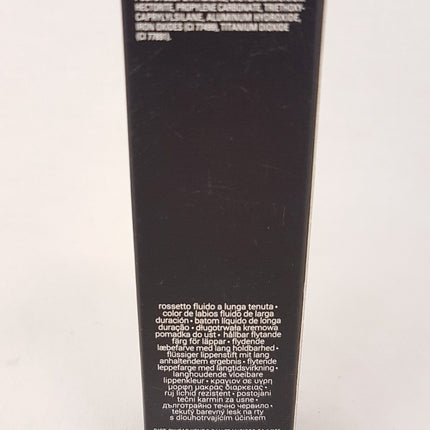 HECTORITE, PROPYLENE CARBONATE, TRIETHOXY-
CAPRYLYLSILANE, ALUMINUM HYDROXIDE,
IRON OXIDES (CI 77499), TITANIUM DIOXIDE
(CI 77891).
rossetto fluido a lunga tenuta •
color de labios fluido de larga
duración • batom líquido de longa
duração • długotrwała kremowa
pomadka do ust • hållbar flytande
färg för läppar • flydende
læbefarve med lang holdbarhed •
flüssiger lippenstift mit lang
anhaltendem ergebnis • flytende
leppefarge med langtidsvirkning •
langhoudende vloeibare
lippenkleur • κραγιον σε υγρη
μορφη μακρας διαρκειας •
ruj lichid rezistent • postojani
tečni karmin za usne •
дълготрайно течно червило •
tekutý barevný lesk na rty
s dlouhotrvajícím účinkem